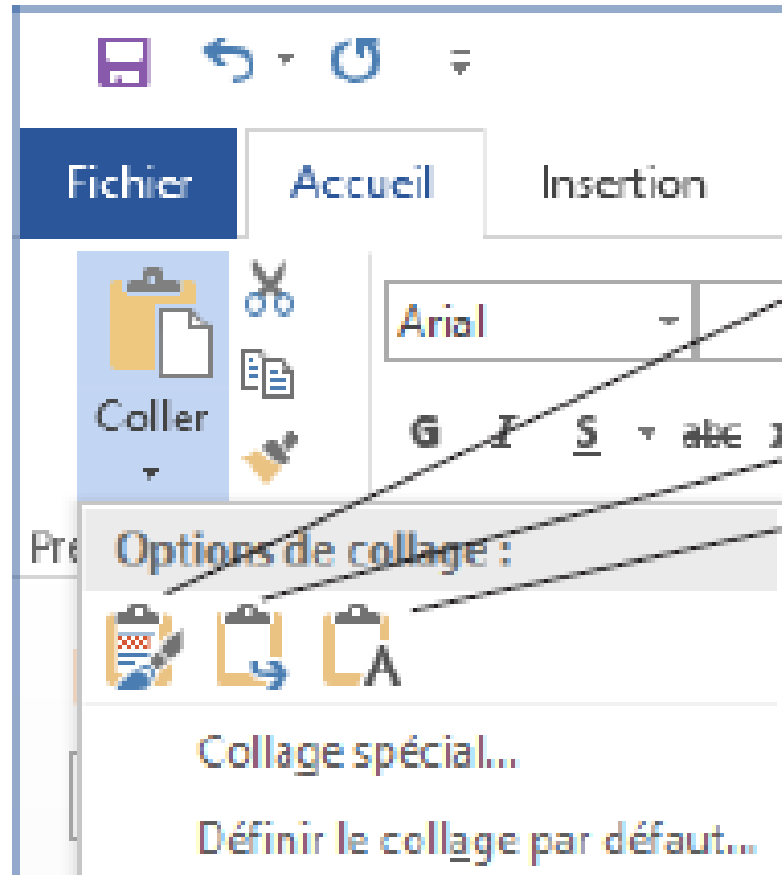 Fichier Accueil Insertion
Arial
Coller
G I S abc
Pre Options de collage :
A
Collage spécial...
Définir le collage par défaut...